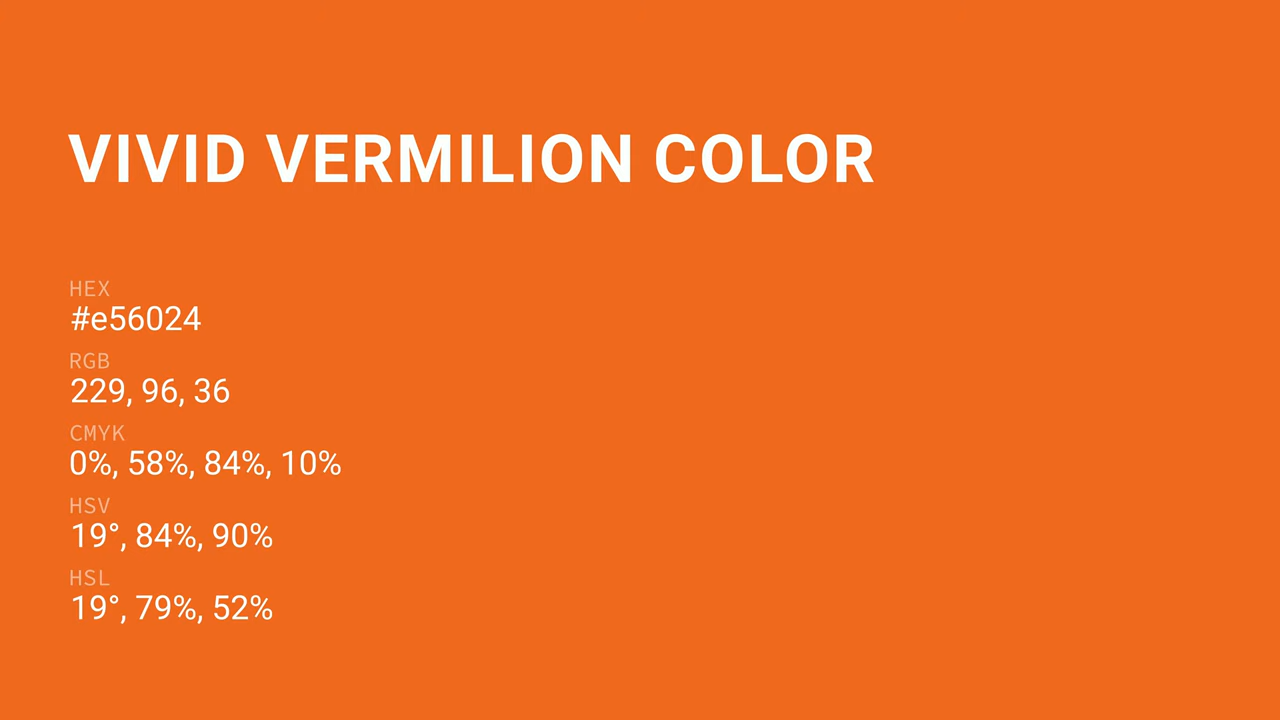 VIVID VERMILION COLOR
HEX
#e56024
RGB
229, 96, 36
CMYK
0%, 58%, 84%, 10%
HSV
19°, 84%, 90%
HSL
19°, 79%, 52%